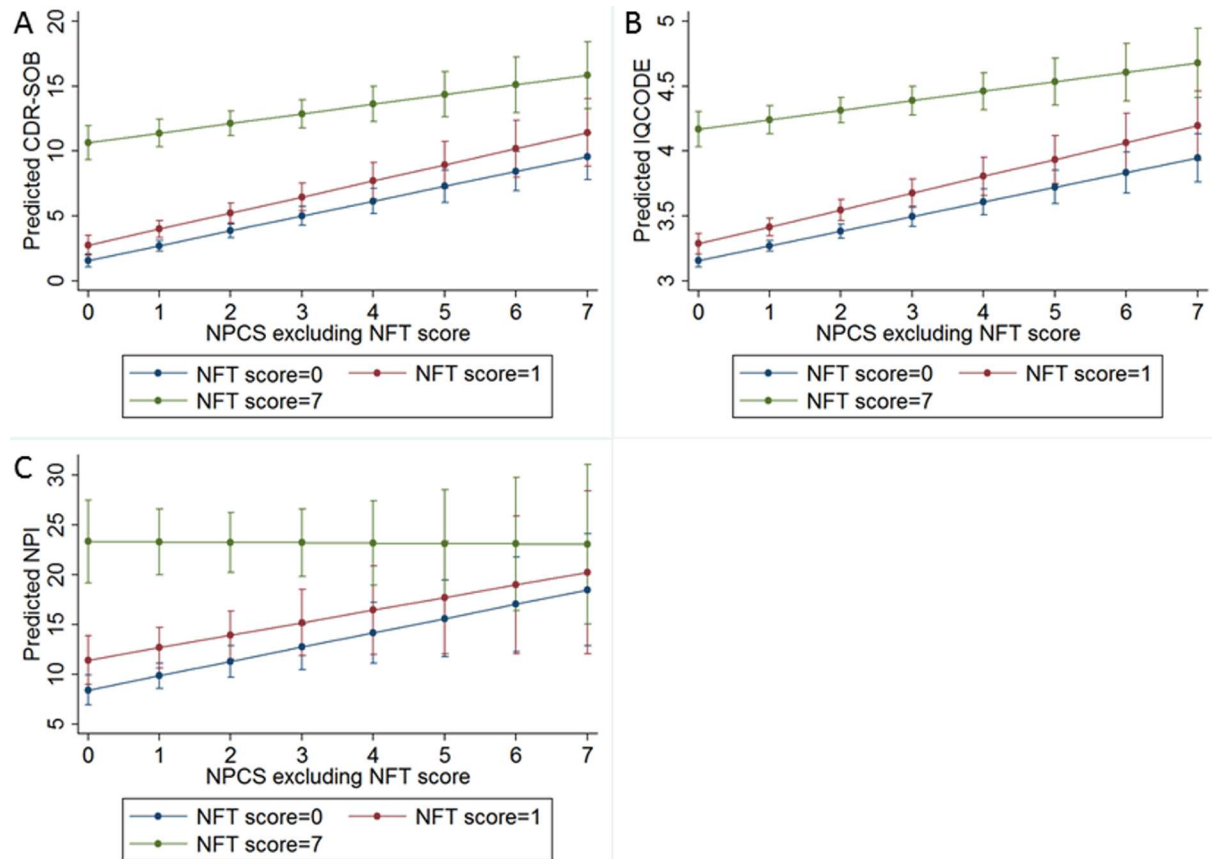 A
Predicted CDR-SOB
20
15
10
5
0
0 1 2 3 4 5 6 7
NPCS excluding NFT score
NFT score=0 NFT score=1
NFT score=7
B
Predicted IQCODE
5
4.5
4
3.5
3
0 1 2 3 4 5 6 7
NPCS excluding NFT score
NFT score=0 NFT score=1
NFT score=7
C
Predicted NPI
30
25
20
15
10
5
0 1 2 3 4 5 6 7
NPCS excluding NFT score
NFT score=0 NFT score=1
NFT score=7